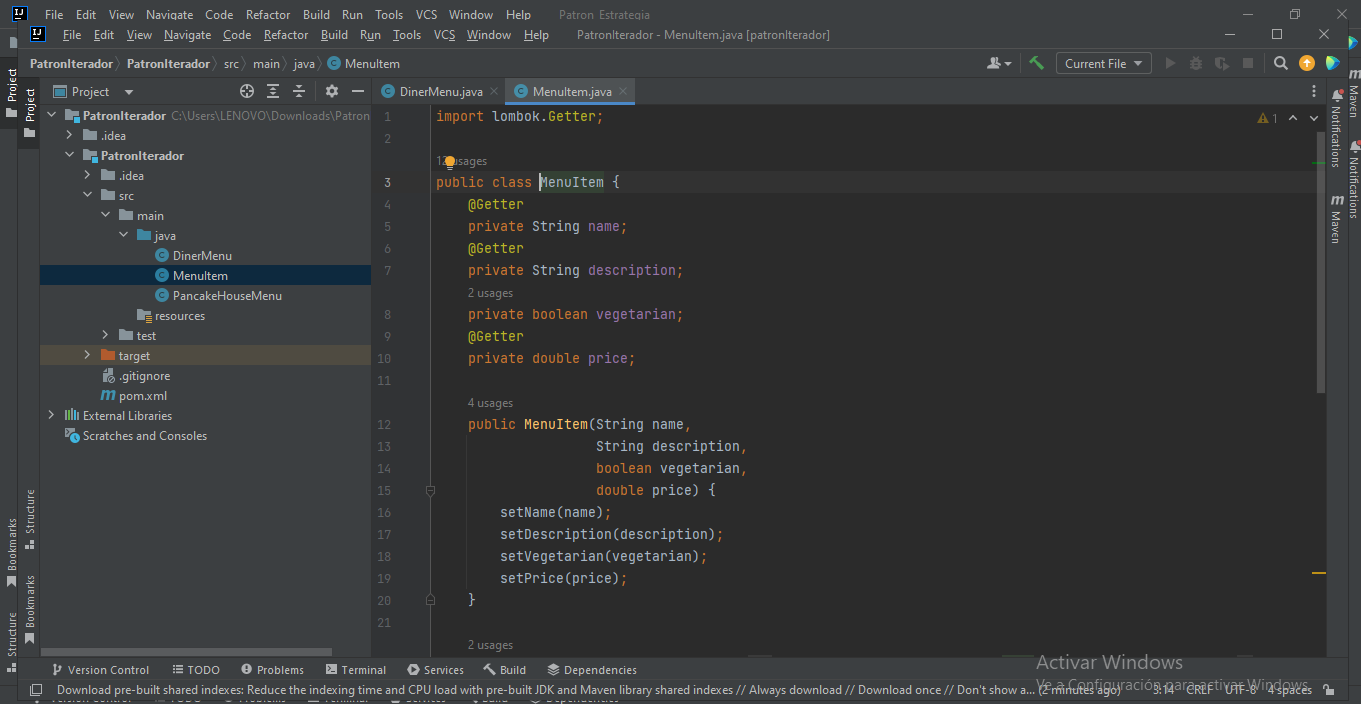 File Edit View Navigate Code Refactor Build Run Tools VCS Window Help Patron_Estrategia
File Edit View Navigate Code Refactor Build Run Tools VCS Window Help PatronIterador - MenuItem.java [patronIterador]
PatronIterador PatronIterador src main java MenuItem
Current File
Project
DinerMenu.java MenuItem.java
PatronIterador C:\Users\LENOVO\Downloads\Patron
.idea
PatronIterador
.idea
src
main
java
DinerMenu
MenuItem
PancakeHouseMenu
resources
test
target
.gitignore
pom.xml
External Libraries
Scratches and Consoles
1 import lombok.Getter;
1
2
usages
3 public class MenuItem {
4 @Getter
5 private String name;
6 @Getter
7 private String description;
2 usages
8 private boolean vegetarian;
9 @Getter
10 private double price;
11
4 usages
12 public MenuItem(String name,
13 String description,
14 boolean vegetarian,
15 double price) {
16 setName(name);
17 setDescription(description);
18 setVegetarian(vegetarian);
19 setPrice(price);
20 }
21
2 usages
Project
Bookmarks
Structure
Project
Structure
Bookmarks
Notifications
Maven
Maven
Notifications
Version Control TODO Problems Terminal Services Build Dependencies
Activar Windows
Ve a Configuración para activar Windows.
Download pre-built shared indexes: Reduce the indexing time and CPU load with pre-built JDK and Maven library shared indexes // Always download // Download once // Don't show a... (2 minutes ago) 3:14 CRLF UTF-8 4 spaces